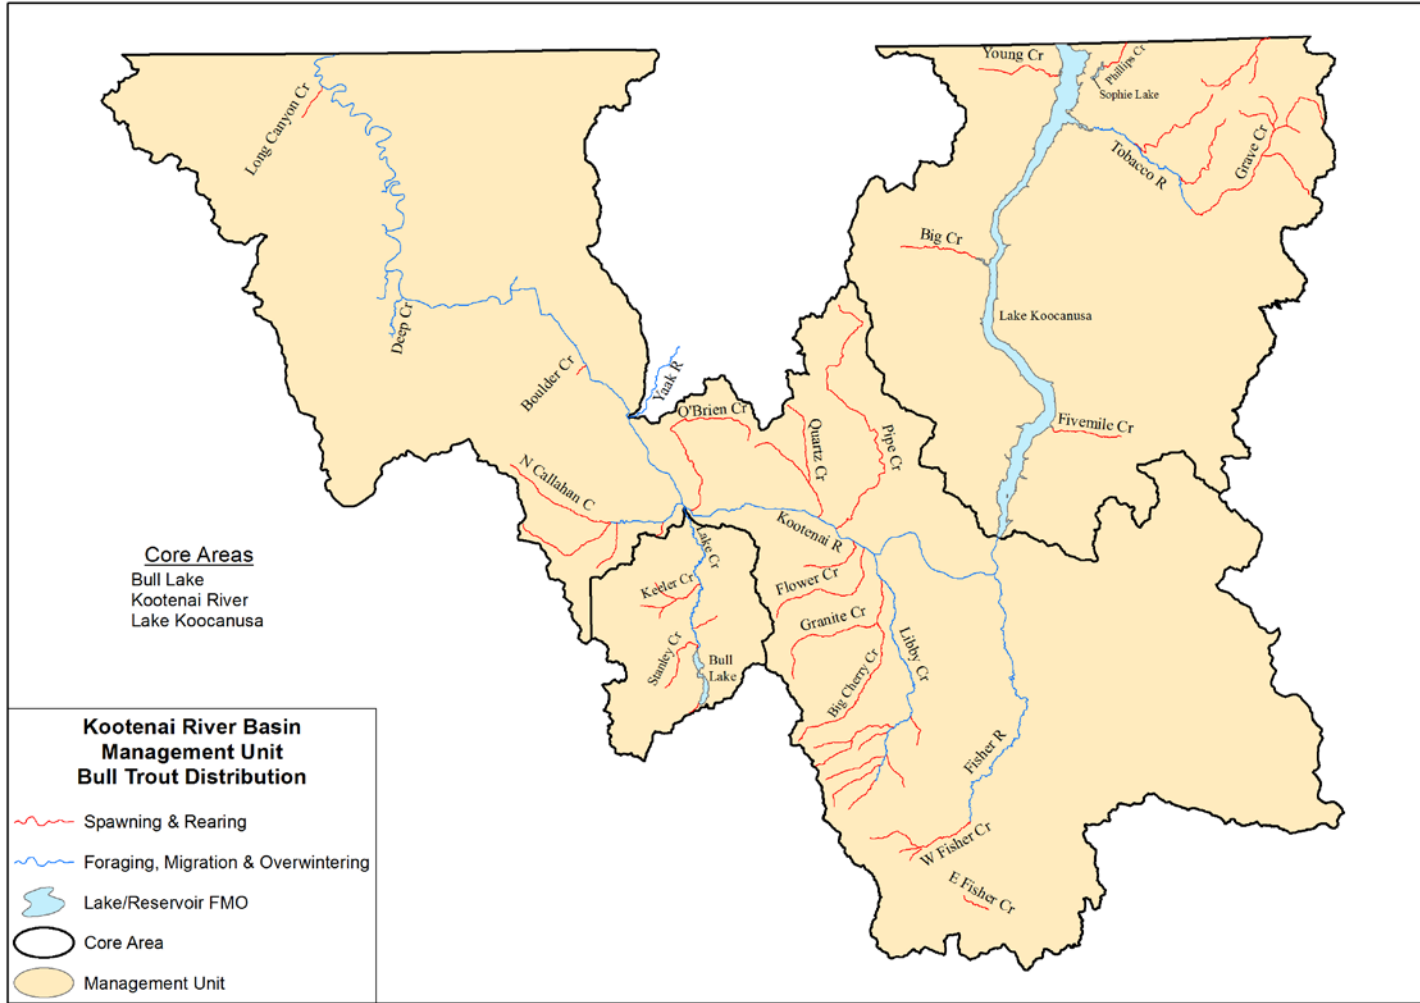 Young Cr
Phillips Cr
Sophie Lake
Long Canyon Cr
Tobacco R
Grave Cr
Big Cr
Lake Koocanusa
Deep Cr
Boulder Cr
Yaak R
O'Brien Cr
Quartz Cr
Pipe Cr
Fivemile Cr
N Callahan C
Kootenai R
Lake Cr
Keeler Cr
Flower Cr
Granite Cr
Libby Cr
Stanley Cr
Bull
Lake
Big Cherry Cr
Fisher R
W Fisher Cr
E Fisher Cr
Core Areas
Bull Lake
Kootenai River
Lake Koocanusa
Kootenai River Basin
Management Unit
Bull Trout Distribution
Spawning & Rearing
Foraging, Migration & Overwintering
Lake/Reservoir FMO
Core Area
Management Unit